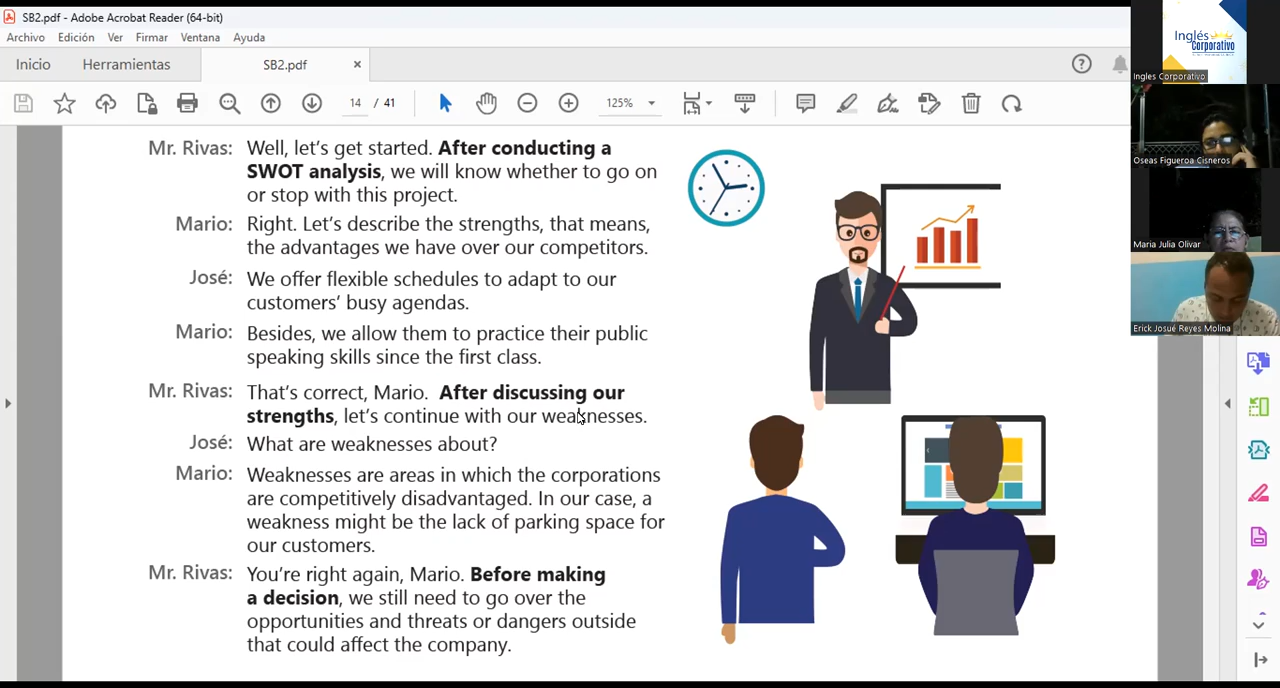 SB2.pdf - Adobe Acrobat Reader (64-bit)
Archivo Edición Ver Firmar Ventana Ayuda
Inicio Herramientas SB2.pdf ×
14 / 41 125%
Mr. Rivas: Well, let's get started. After conducting a
SWOT analysis, we will know whether to go on
or stop with this project.
Mario: Right. Let's describe the strengths, that means,
the advantages we have over our competitors.
José: We offer flexible schedules to adapt to our
customers' busy agendas.
Mario: Besides, we allow them to practice their public
speaking skills since the first class.
Mr. Rivas: That's correct, Mario. After discussing our
strengths, let's continue with our weaknesses.
José: What are weaknesses about?
Mario: Weaknesses are areas in which the corporations
are competitively disadvantaged. In our case, a
weakness might be the lack of parking space for
our customers.
Mr. Rivas: You're right again, Mario. Before making
a decision, we still need to go over the
opportunities and threats or dangers outside
that could affect the company.
Inglés
Corporativo
Ingles Corporativo
Oseas Figueroa Cisneros
Maria Julia Olivar
Erick Josué Reyes Molina